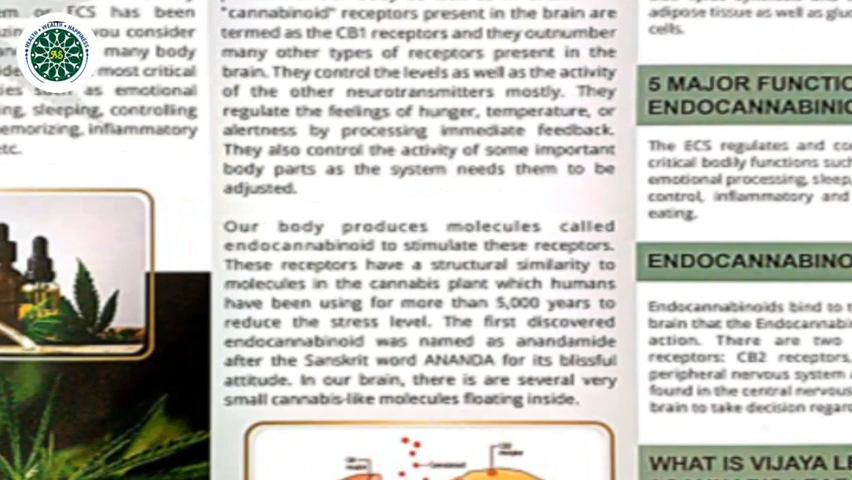 HEALTH • WEALTH • HAPPINESS
em or ECS has been
you consider
many body
most critical
as emotional
ing, sleeping, controlling
emorizing, inflammatory
etc.
"cannabinoid" receptors present in the brain are
termed as the CB1 receptors and they outnumber
many other types of receptors present in the
brain. They control the levels as well as the activity
of the other neurotransmitters mostly. They
regulate the feelings of hunger, temperature, or
alertness by processing immediate feedback.
They also control the activity of some important
body parts as the system needs them to be
adjusted.
Our body produces molecules called
endocannabinoid to stimulate these receptors.
These receptors have a structural similarity to
molecules in the cannabis plant which humans
have been using for more than 5,000 years to
reduce the stress level. The first discovered
endocannabinoid was named as anandamide
after the Sanskrit word ANANDA for its blissful
attitude. In our brain, there is are several very
small cannabis-like molecules floating inside.
adipose tissue as well as glu
cells.
5 MAJOR FUNCTIO
ENDOCANNABINIO
The ECS regulates and co
critical bodily functions such
emotional processing, sleep,
control, inflammatory and
eating.
ENDOCANNABINO
Endocannabinoids bind to t
brain that the Endocannabi
action. There are two
receptors: CB2 receptors,
peripheral nervous system a
found in the central nervous
brain to take decision regard
WHAT IS VIJAYA LE